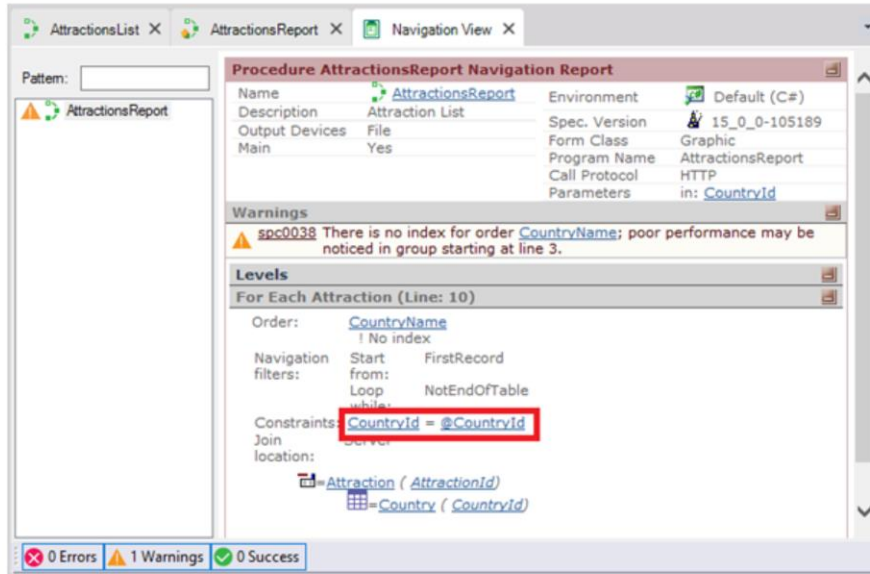 AttractionsList X AttractionsReport X Navigation View X
Pattern:
AttractionsReport
Procedure AttractionsReport Navigation Report
Name AttractionsReport
Description Attraction List
Output Devices File
Main Yes
Environment Default (C#)
Spec. Version 15_0_0-105189
Form Class Graphic
Program Name AttractionsReport
Call Protocol HTTP
Parameters in: CountryId
Warnings
spc0038 There is no index for order CountryName; poor performance may be
noticed in group starting at line 3.
Levels
For Each Attraction (Line: 10)
Order: CountryName
! No index
Navigation Start FirstRecord
filters: from:
Loop NotEndOfTable
while:
Constraints: CountryId = @CountryId
Join Server
location:
=Attraction ( AttractionId)
=Country ( CountryId)
0 Errors 1 Warnings 0 Success